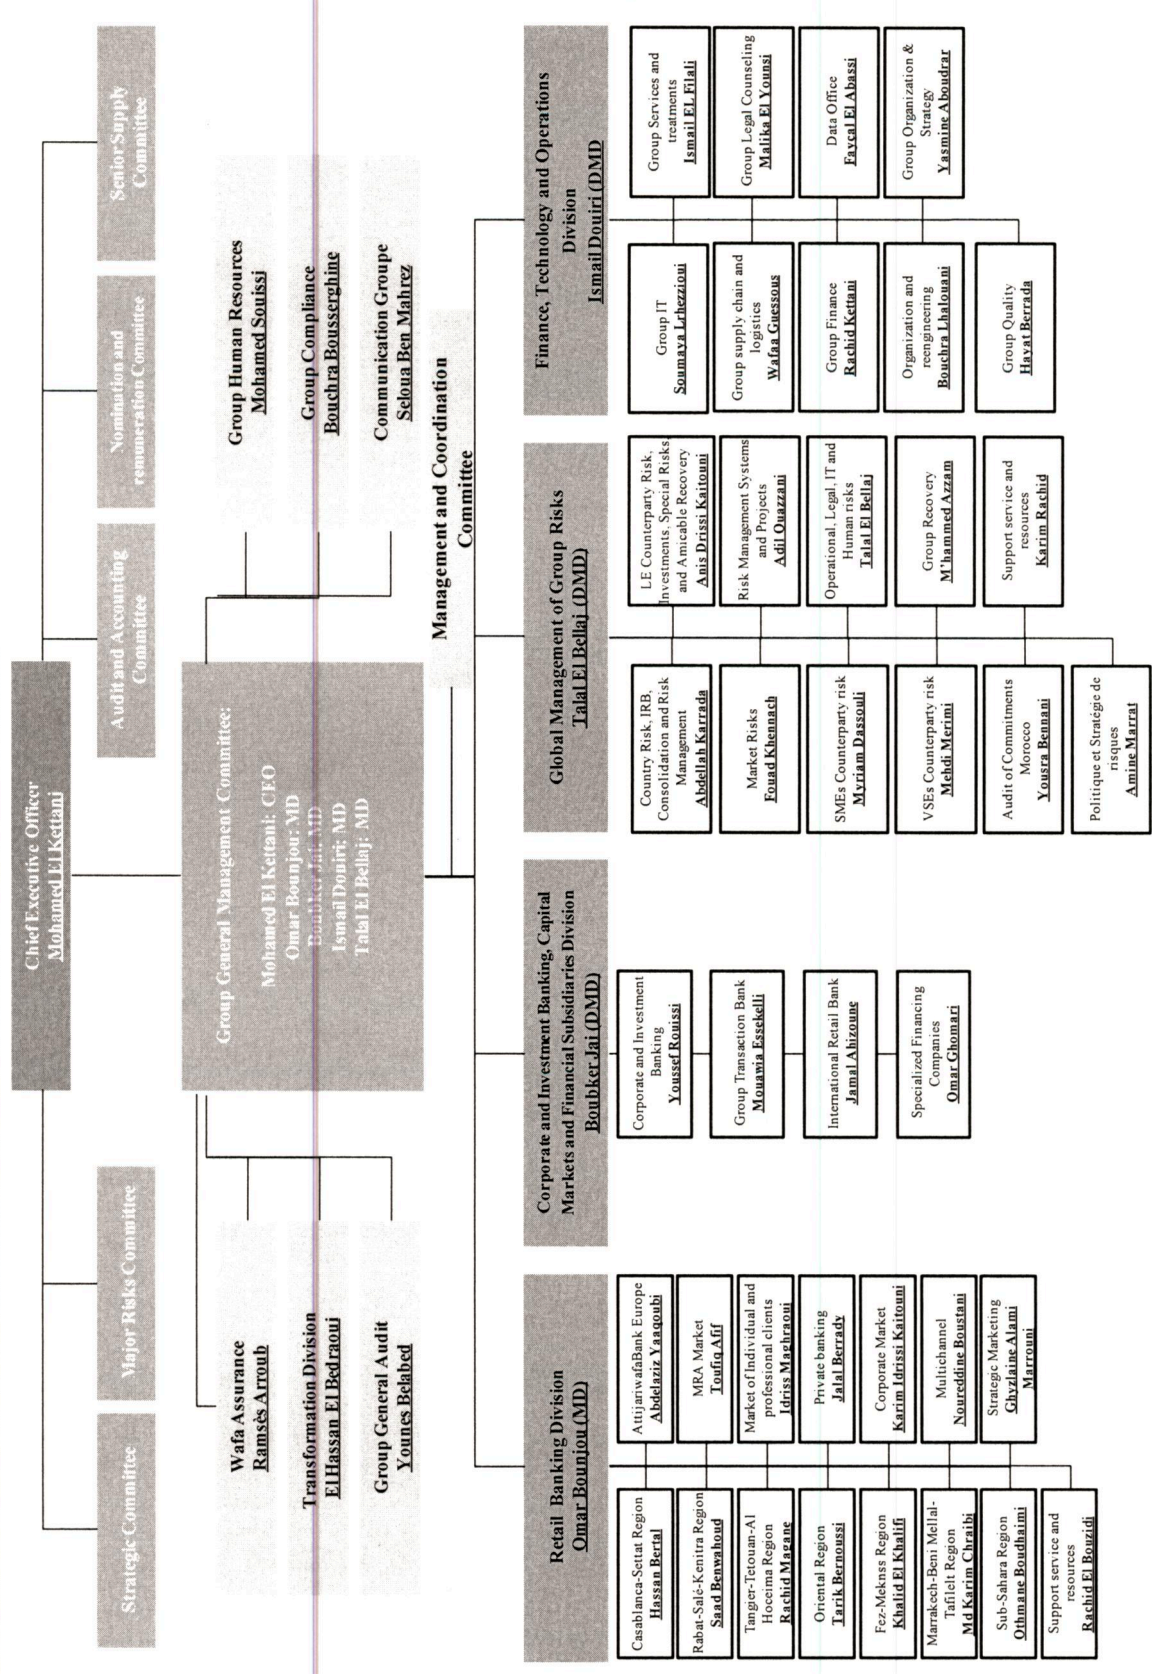 Chief Executive Officer
Mohamed El Kettani
Strategic Committee
Major Risks Committee
Audit and Accounting
Committee
Nomination and
remuneration Committee
Senior Supply
Committee
Group General Management Committee:
Mohamed El Kettani: CEO
Omar Bounjou: MD
Boubker Jai: MD
Ismail Douiri: MD
Talal El Bellaj: MD
Wafa Assurance
Ramsès Arroub
Transformation Division
El Hassan El Bedraoui
Group General Audit
Younes Belabed
Group Human Resources
Mohamed Souissi
Group Compliance
Bouchra Bousserghine
Communication Groupe
Seloua Ben Mahrez
Management and Coordination
Committee
Retail Banking Division
Omar Bounjou (MD)
Casablanca-Settat Region
Hassan Bertal
Rabat-Salé-Kenitra Region
Saad Benwahoud
Tangier-Tetouan-Al
Hoceima Region
Rachid Magane
Oriental Region
Tarik Bernoussi
Fez-Meknss Region
Khalid El Khalifi
Marrakech-Beni Mellal-
Tafilelt Region
Md Karim Chraibi
Sub-Sahara Region
Othmane Boudhaimi
Support service and
resources
Rachid El Bouzidi
AttijariwafaBank Europe
Abdelaziz Yaaqoubi
MRA Market
Toufiq Afif
Market of Individual and
professional clients
Idriss Maghraoui
Private banking
Jalal Berrady
Corporate Market
Karim Idrissi Kaitouni
Multichannel
Noureddine Boustani
Strategic Marketing
Ghyzlaine Alami
Marrouni
Corporate and Investment Banking, Capital
Markets and Financial Subsidiaries Division
Boubker Jai (DMD)
Corporate and Investment
Banking
Youssef Rouissi
Group Transaction Bank
Mouawia Essekelli
International Retail Bank
Jamal Ahizoune
Specialized Financing
Companies
Omar Ghomari
Global Management of Group Risks
Talal El Bellaj (DMD)
Country Risk, IRB,
Consolidation and Risk
Management
Abdellah Karrada
Market Risks
Fouad Khennach
SMEs Counterparty risk
Myriam Dassouli
VSEs Counterparty risk
Mehdi Merimi
Audit of Commitments
Morocco
Yousra Bennani
Politique et Stratégie de
risques
Amine Marrat
LE Counterparty Risk,
Investments, Special Risks,
and Amicable Recovery
Anis Drissi Kaitouni
Risk Management Systems
and Projects
Adil Ouazzani
Operational, Legal, IT and
Human risks
Talal El Bellaj
Group Recovery
M'hammed Azzam
Support service and
resources
Karim Rachid
Finance, Technology and Operations
Division
Ismail Douiri (DMD
Group IT
Soumaya Lrhezzioui
Group supply chain and
logistics
Wafaa Guessous
Group Finance
Rachid Kettani
Organization and
reengineering
Bouchra Lhalouani
Group Quality
Hayat Berrada
Group Services and
treatments
Ismail EL Filali
Group Legal Counseling
Malika El Younsi
Data Office
Fayçal El Abassi
Group Organization &
Strategy
Yasmine Aboudrar